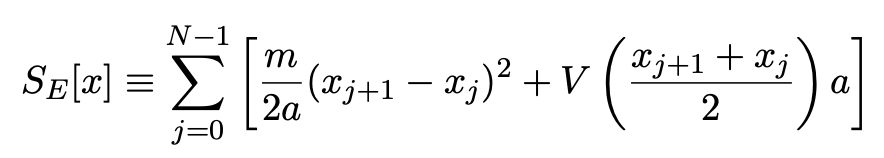 S_E[x] ≡ \sum_{j=0}^{N-1} \left[ \frac{m}{2a}(x_{j+1} - x_j)^2 + V\left(\frac{x_{j+1} + x_j}{2}\right) a \right]